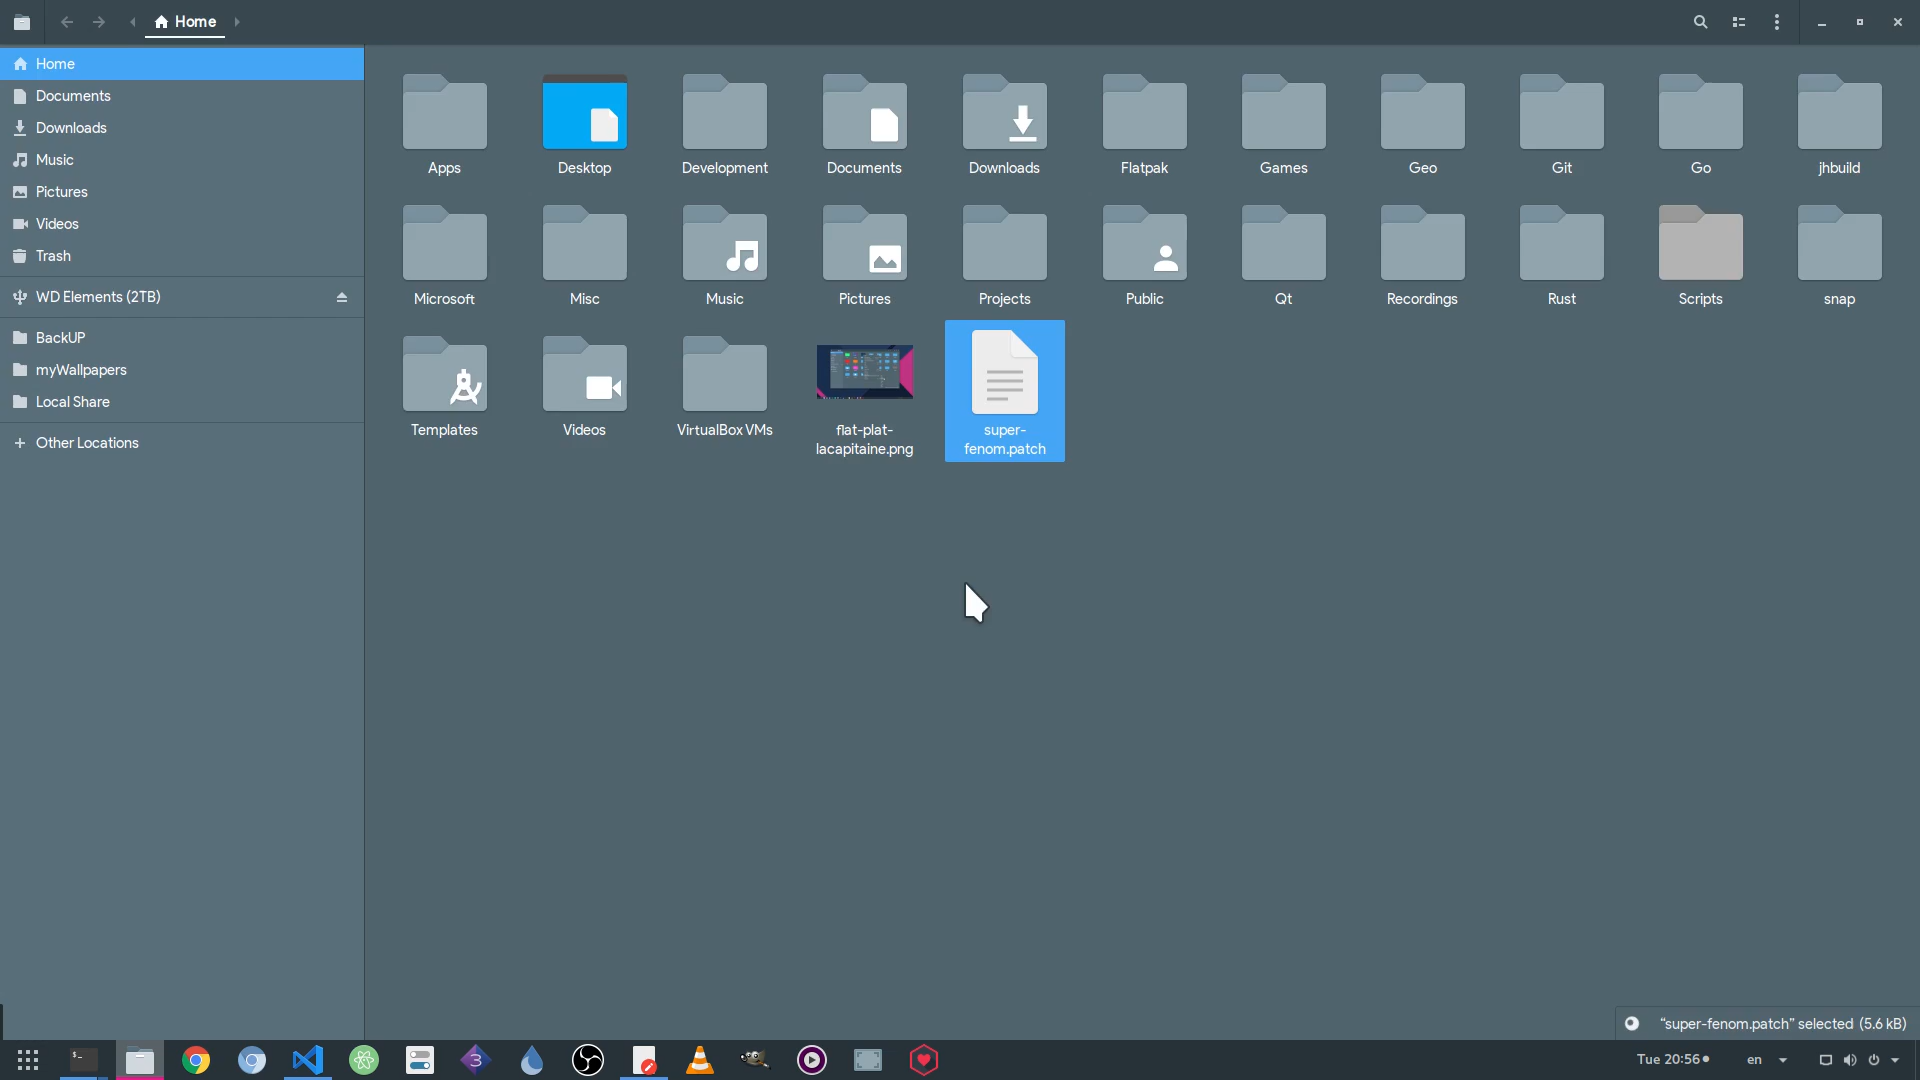 Home
Home
Documents
Downloads
Music
Pictures
Videos
Trash
WD Elements (2TB)
BackUP
myWallpapers
Local Share
Other Locations
Apps
Desktop
Development
Documents
Downloads
Flatpak
Games
Geo
Git
Go
jhbuild
Microsoft
Misc
Music
Pictures
Projects
Public
Qt
Recordings
Rust
Scripts
snap
Templates
Videos
VirtualBox VMs
flat-plat-
lacapitaine.png
super-
fenom.patch
“super-fenom.patch” selected (5.6 kB)
$_
3
Tue 20:56
en